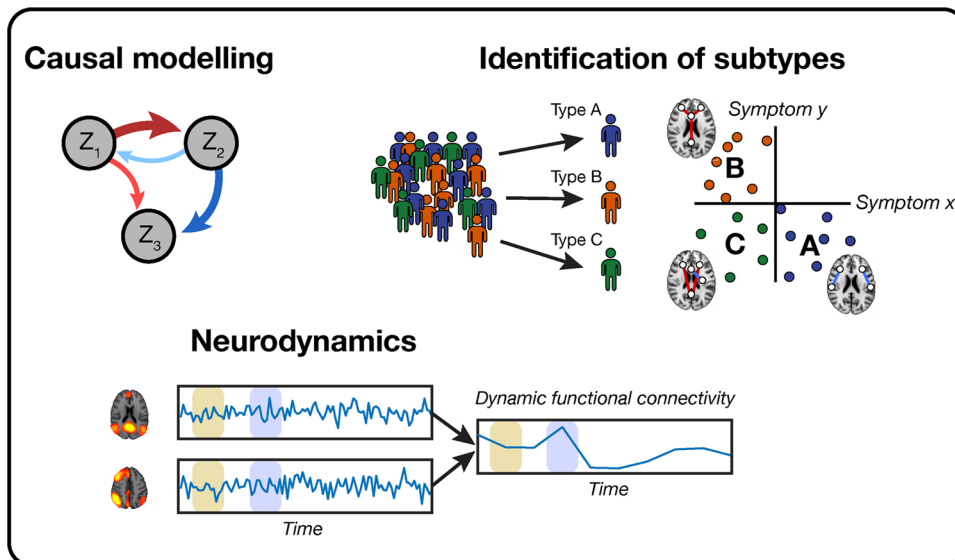 Causal modelling
Z1
Z2
Z3
Identification of subtypes
Type A
Type B
Type C
Symptom y
B
Symptom x
C
A
Neurodynamics
Time
Dynamic functional connectivity
Time